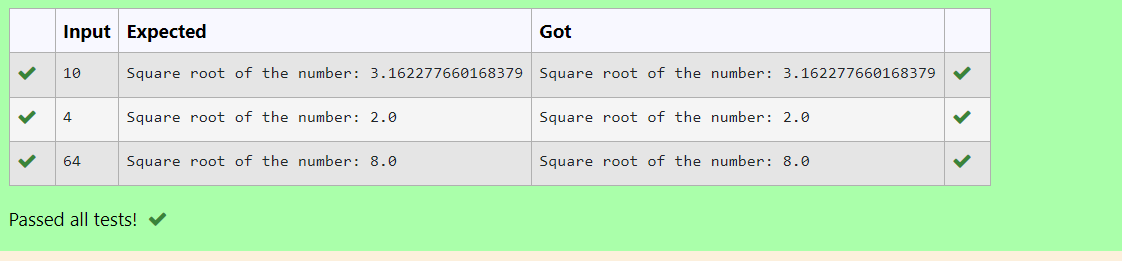 Input Expected Got
10 Square root of the number: 3.162277660168379 Square root of the number: 3.162277660168379
4 Square root of the number: 2.0 Square root of the number: 2.0
64 Square root of the number: 8.0 Square root of the number: 8.0
Passed all tests!